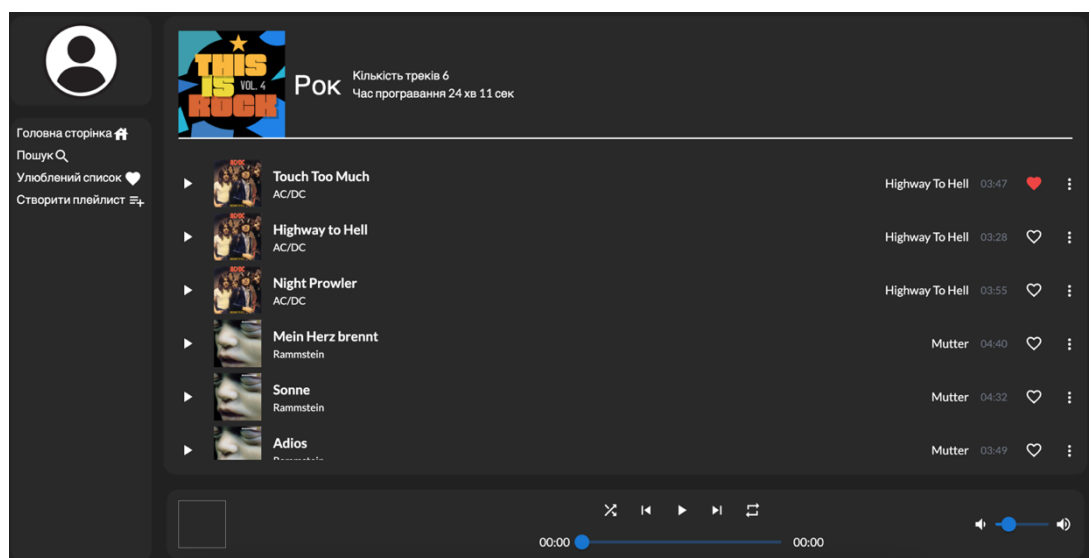 Головна сторінка
Пошук
Улюблений список
Створити плейлист
THIS
IS VOL. 4
ROCK
Рок
Кількість треків 6
Час програвання 24 хв 11 сек
Touch Too Much
AC/DC
Highway To Hell 03:47
Highway to Hell
AC/DC
Highway To Hell 03:28
Night Prowler
AC/DC
Highway To Hell 03:55
Mein Herz brennt
Rammstein
Mutter 04:40
Sonne
Rammstein
Mutter 04:32
Adios
Mutter 03:49
00:00 00:00